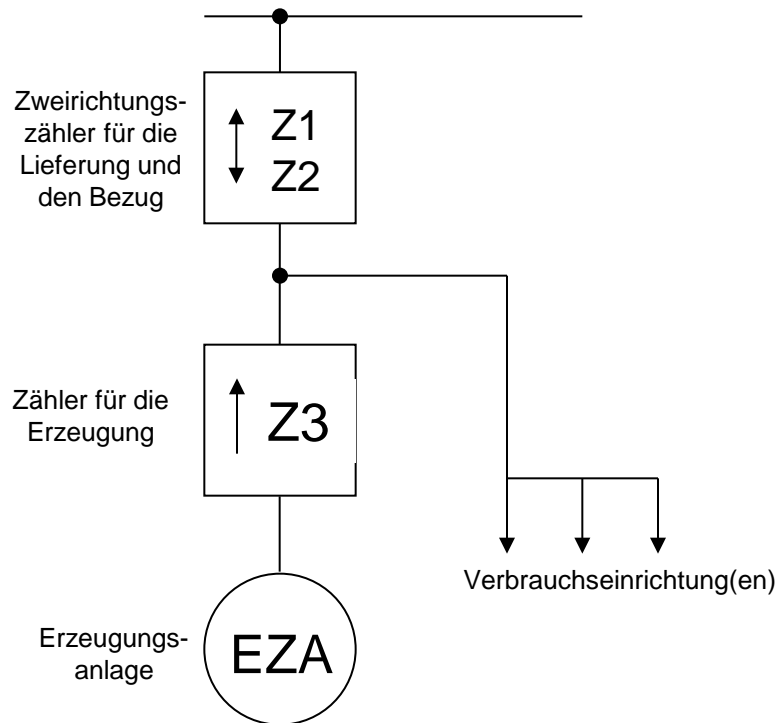 Zweirichtungs-
zähler für die
Lieferung und
den Bezug
Z1
Z2
Zähler für die
Erzeugung
Z3
Verbrauchseinrichtung(en)
Erzeugungs-
anlage
EZA